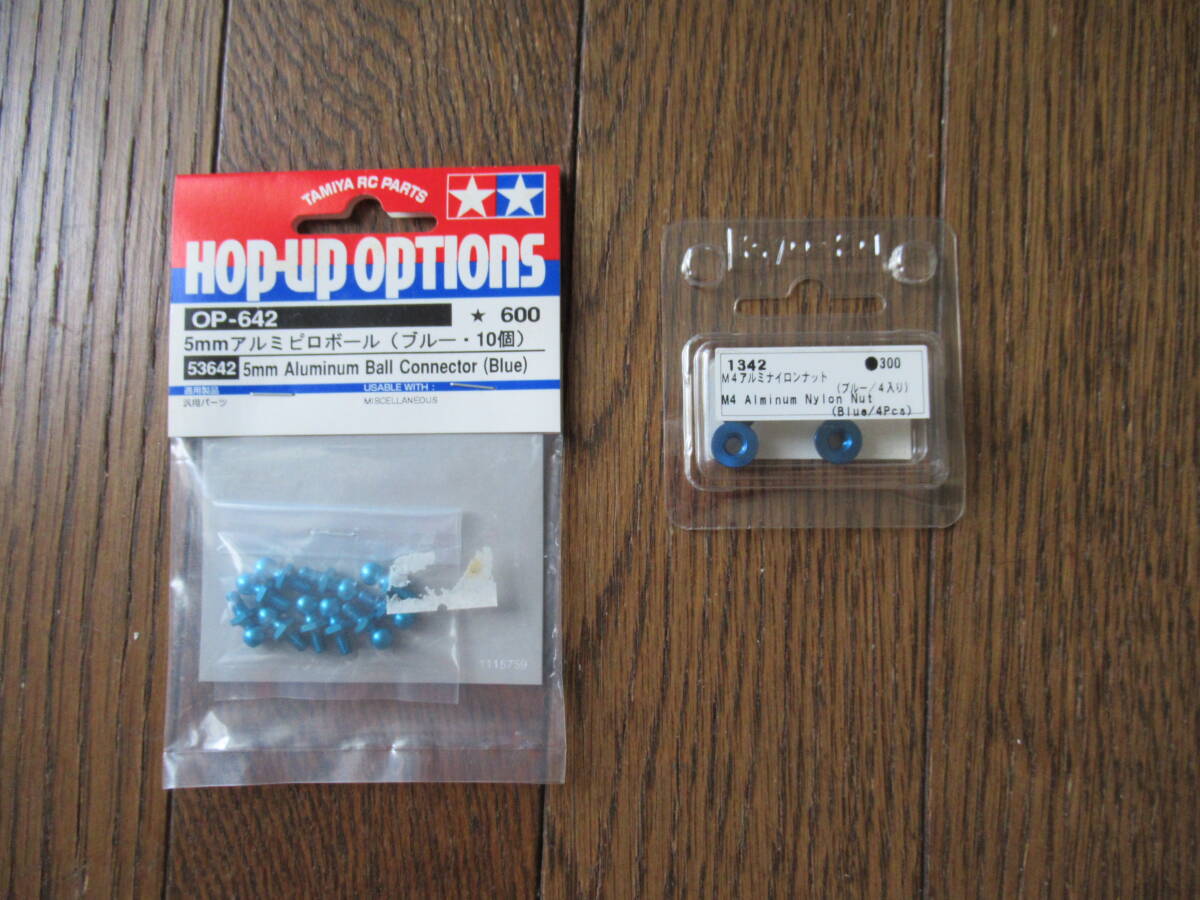 TAMIYA RC PARTS
HOP-UP OPTIONS
OP-642 ★ 600
5mmアルミピロボール(ブルー・10個)
53642 5mm Aluminum Ball Connector (Blue)
適用製品 USABLE WITH :
汎用パーツ MISCELLANEOUS
1115759
1342 ●300
M4アルミナイロンナット
(ブルー/4入り)
M4 Alminum Nylon Nut
(Blue/4Pcs)